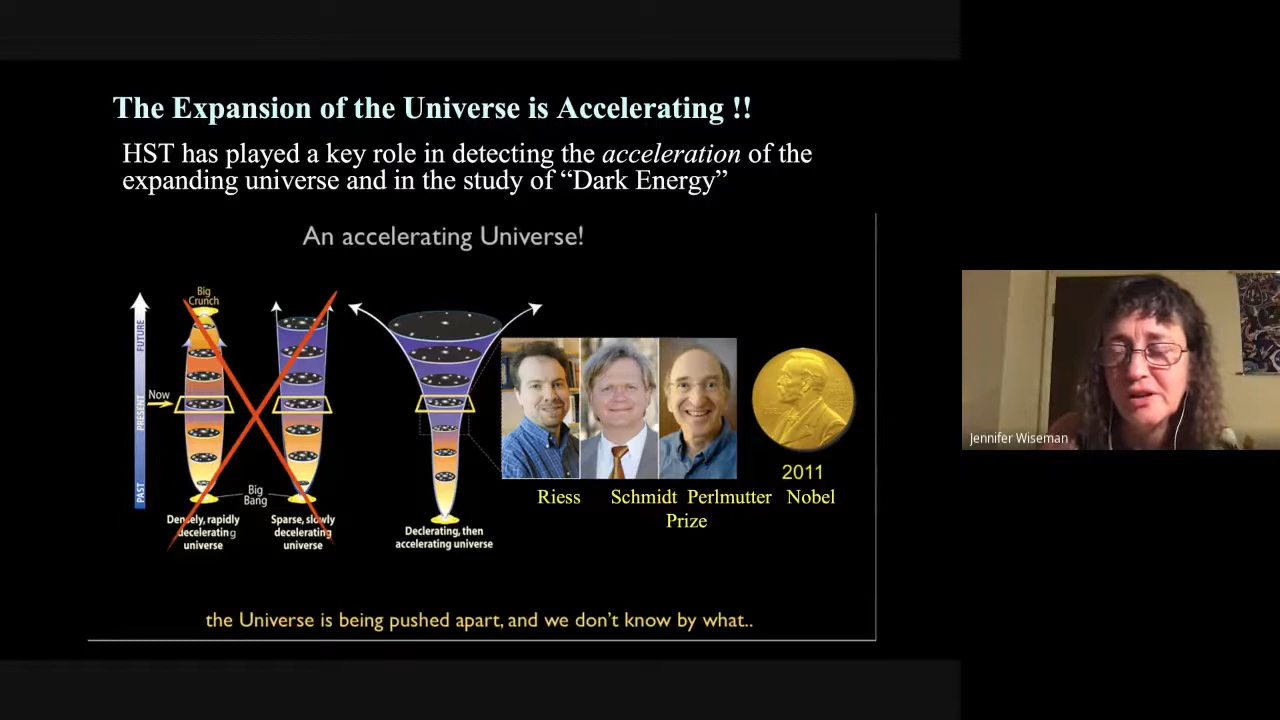 The Expansion of the Universe is Accelerating !!
HST has played a key role in detecting the acceleration of the
expanding universe and in the study of “Dark Energy”
An accelerating Universe!
Big
Crunch
FUTURE
Now
PRESENT
PAST
Big
Bang
Densely, rapidly
decelerating
universe
Sparse, slowly
decelerating
universe
Declerating, then
accelerating universe
2011
Riess Schmidt Perlmutter Nobel
Prize
the Universe is being pushed apart, and we don't know by what..
Jennifer Wiseman